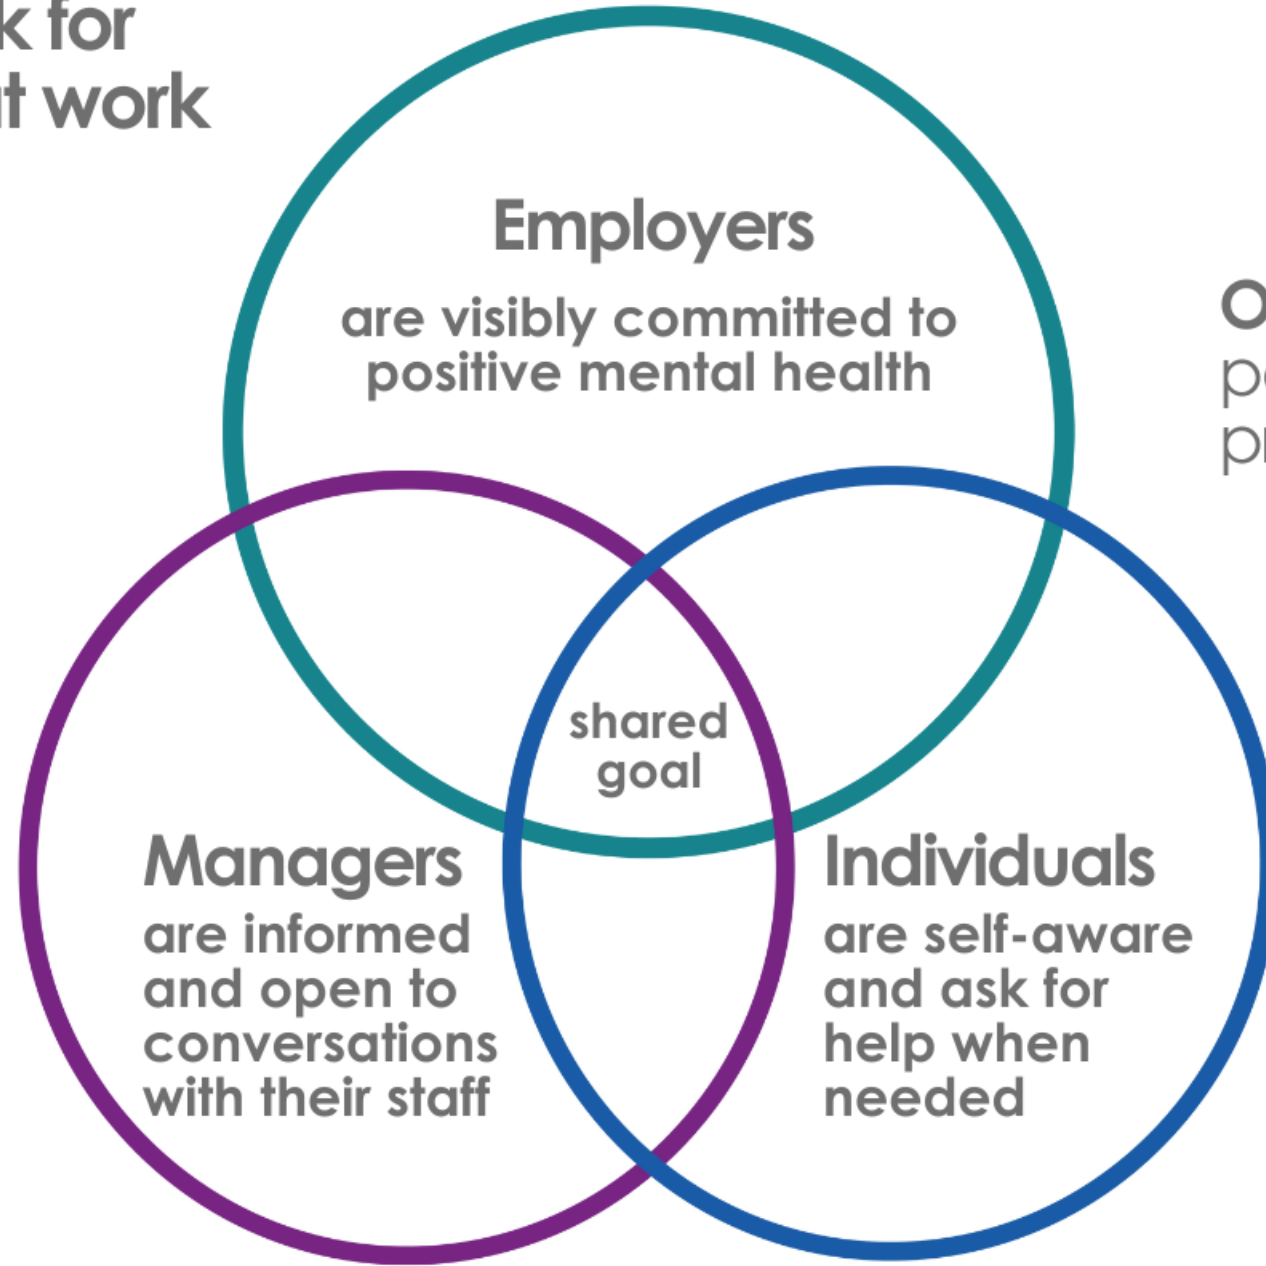 for
work
Employers
are visibly committed to
positive mental health
shared
goal
Managers
are informed
and open to
conversations
with their staff
Individuals
are self-aware
and ask for
help when
needed